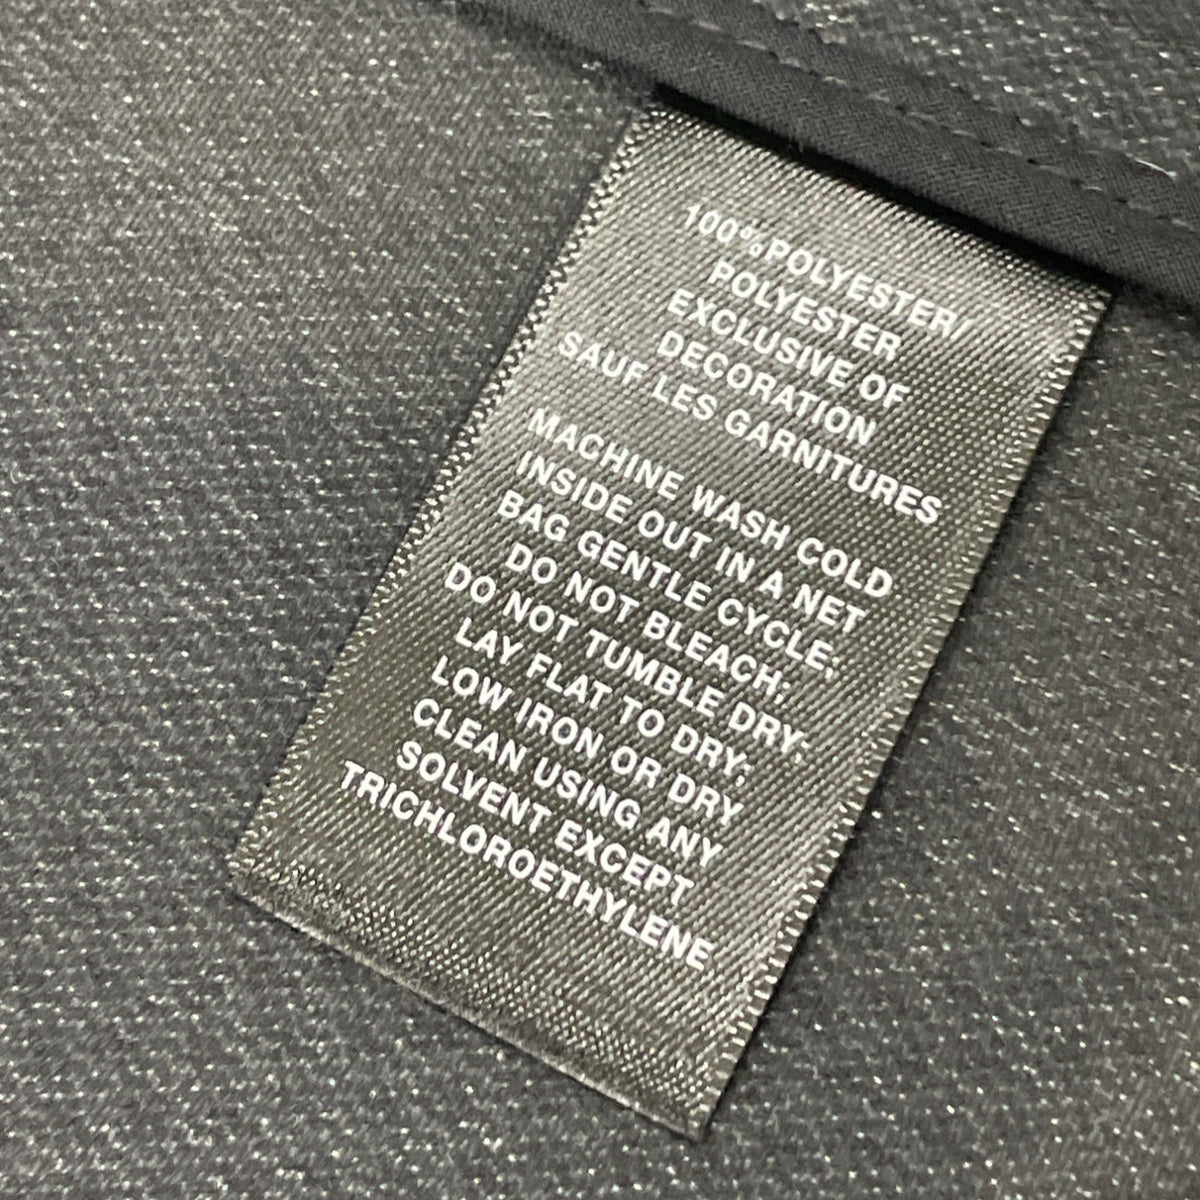 100%POLYESTER/
POLYESTER
EXCLUSIVE OF
DECORATION
SAUF LES GARNITURES
MACHINE WASH COLD
INSIDE OUT IN A NET
BAG GENTLE CYCLE;
DO NOT BLEACH;
DO NOT TUMBLE DRY;
LAY FLAT TO DRY;
LOW IRON OR DRY
CLEAN USING ANY
SOLVENT EXCEPT
TRICHLOROETHYLENE